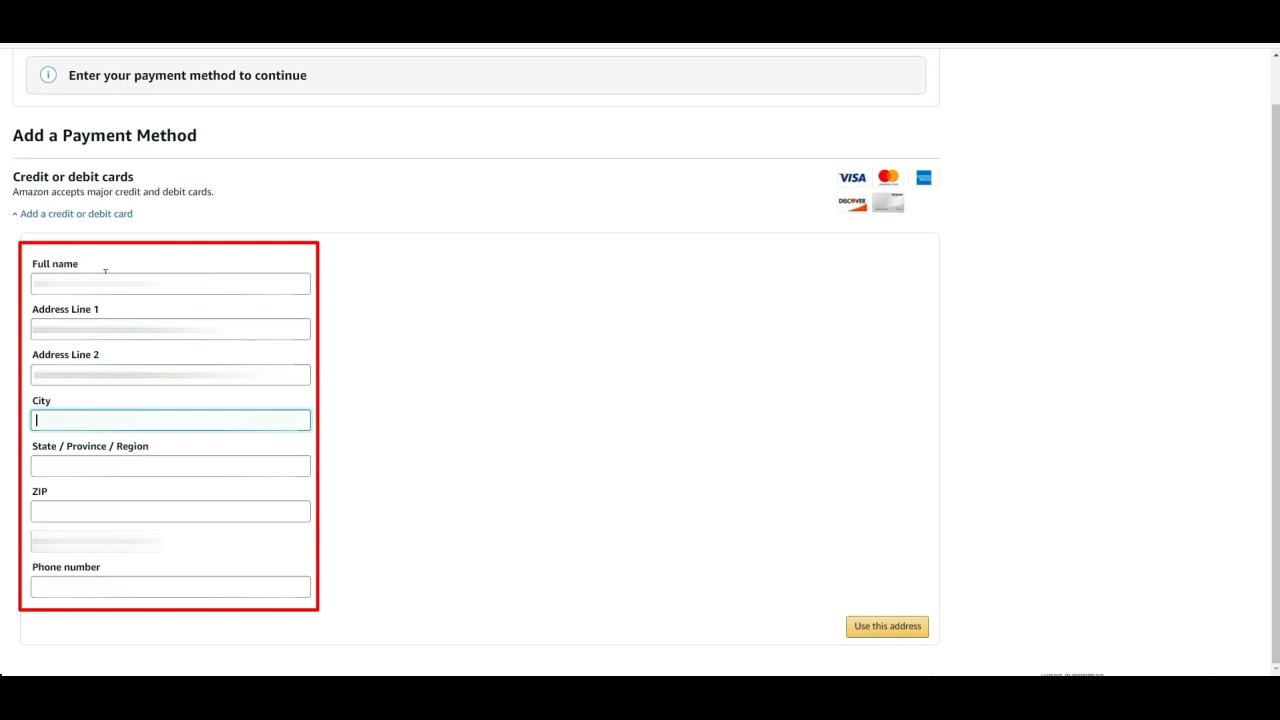 Enter your payment method to continue
Add a Payment Method
Credit or debit cards
Amazon accepts major credit and debit cards.
Add a credit or debit card
VISA
DISCOVER
Full name
Address Line 1
Address Line 2
City
State / Province / Region
ZIP
Phone number
Use this address